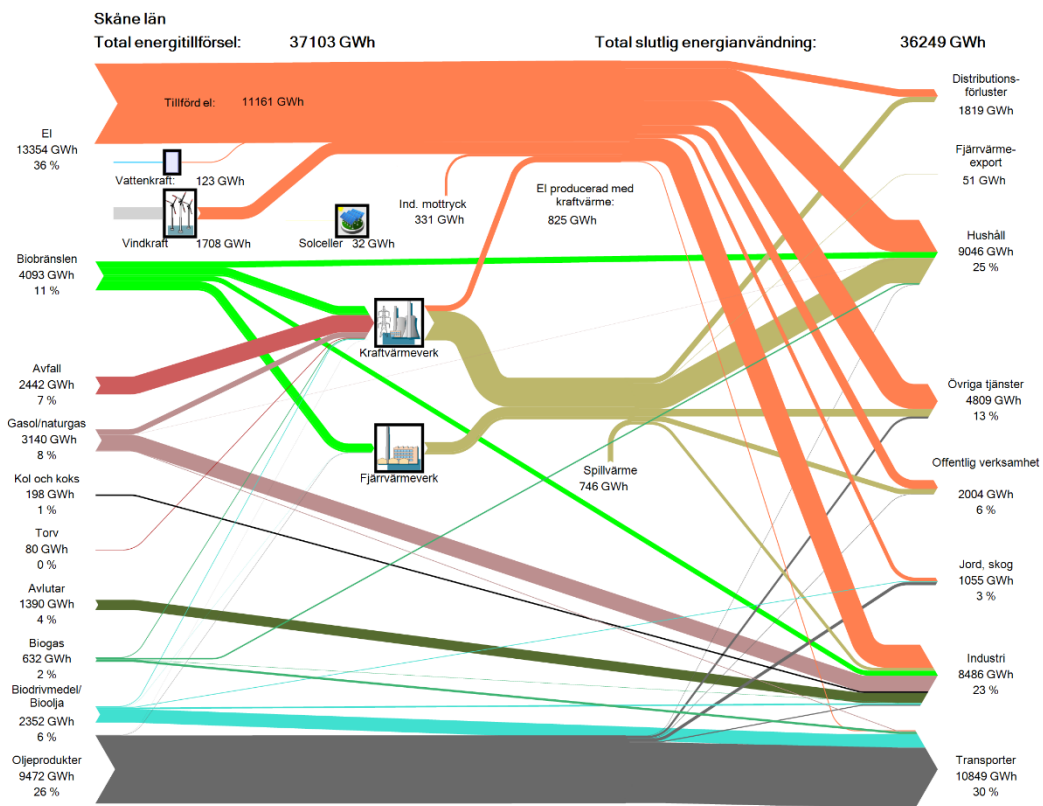 Skåne län
Total energitillförsel: 37103 GWh
Total slutlig energianvändning: 36249 GWh
Tillförd el: 11161 GWh
El
13354 GWh
36 %
Vattenkraft: 123 GWh
Vindkraft 1708 GWh
Solceller 32 GWh
Ind. mottryck
331 GWh
El producerad med
kraftvärme:
825 GWh
Biobränslen
4093 GWh
11 %
Kraftvärmeverk
Avfall
2442 GWh
7 %
Gasol/naturgas
3140 GWh
8 %
Fjärrvärmeverk
Spillvärme
746 GWh
Kol och koks
198 GWh
1 %
Torv
80 GWh
0 %
Avlutar
1390 GWh
4 %
Biogas
632 GWh
2 %
Biodrivmedel/
Bioolja
2352 GWh
6 %
Oljeprodukter
9472 GWh
26 %
Distributions-
förluster
1819 GWh
Fjärrvärme-
export
51 GWh
Hushåll
9046 GWh
25 %
Övriga tjänster
4809 GWh
13 %
Offentlig verksamhet
2004 GWh
6 %
Jord, skog
1055 GWh
3 %
Industri
8486 GWh
23 %
Transporter
10849 GWh
30 %